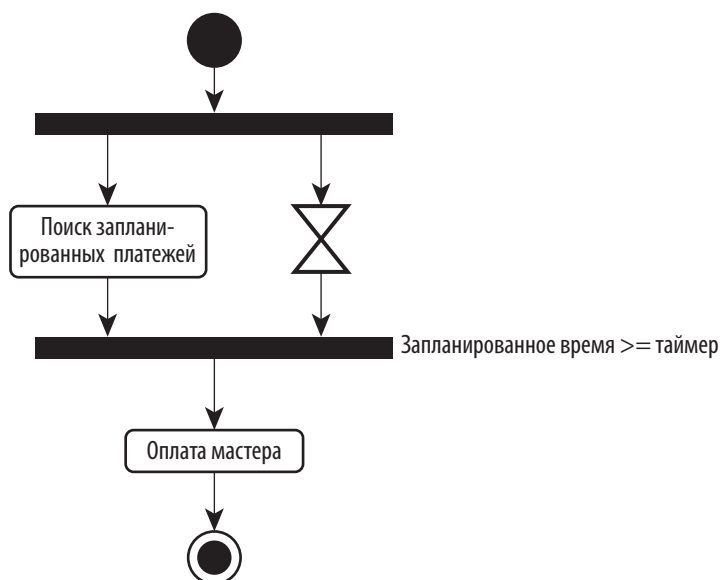 Поиск заплани-
рованных платежей
Запланированное время >= таймер
Оплата мастера